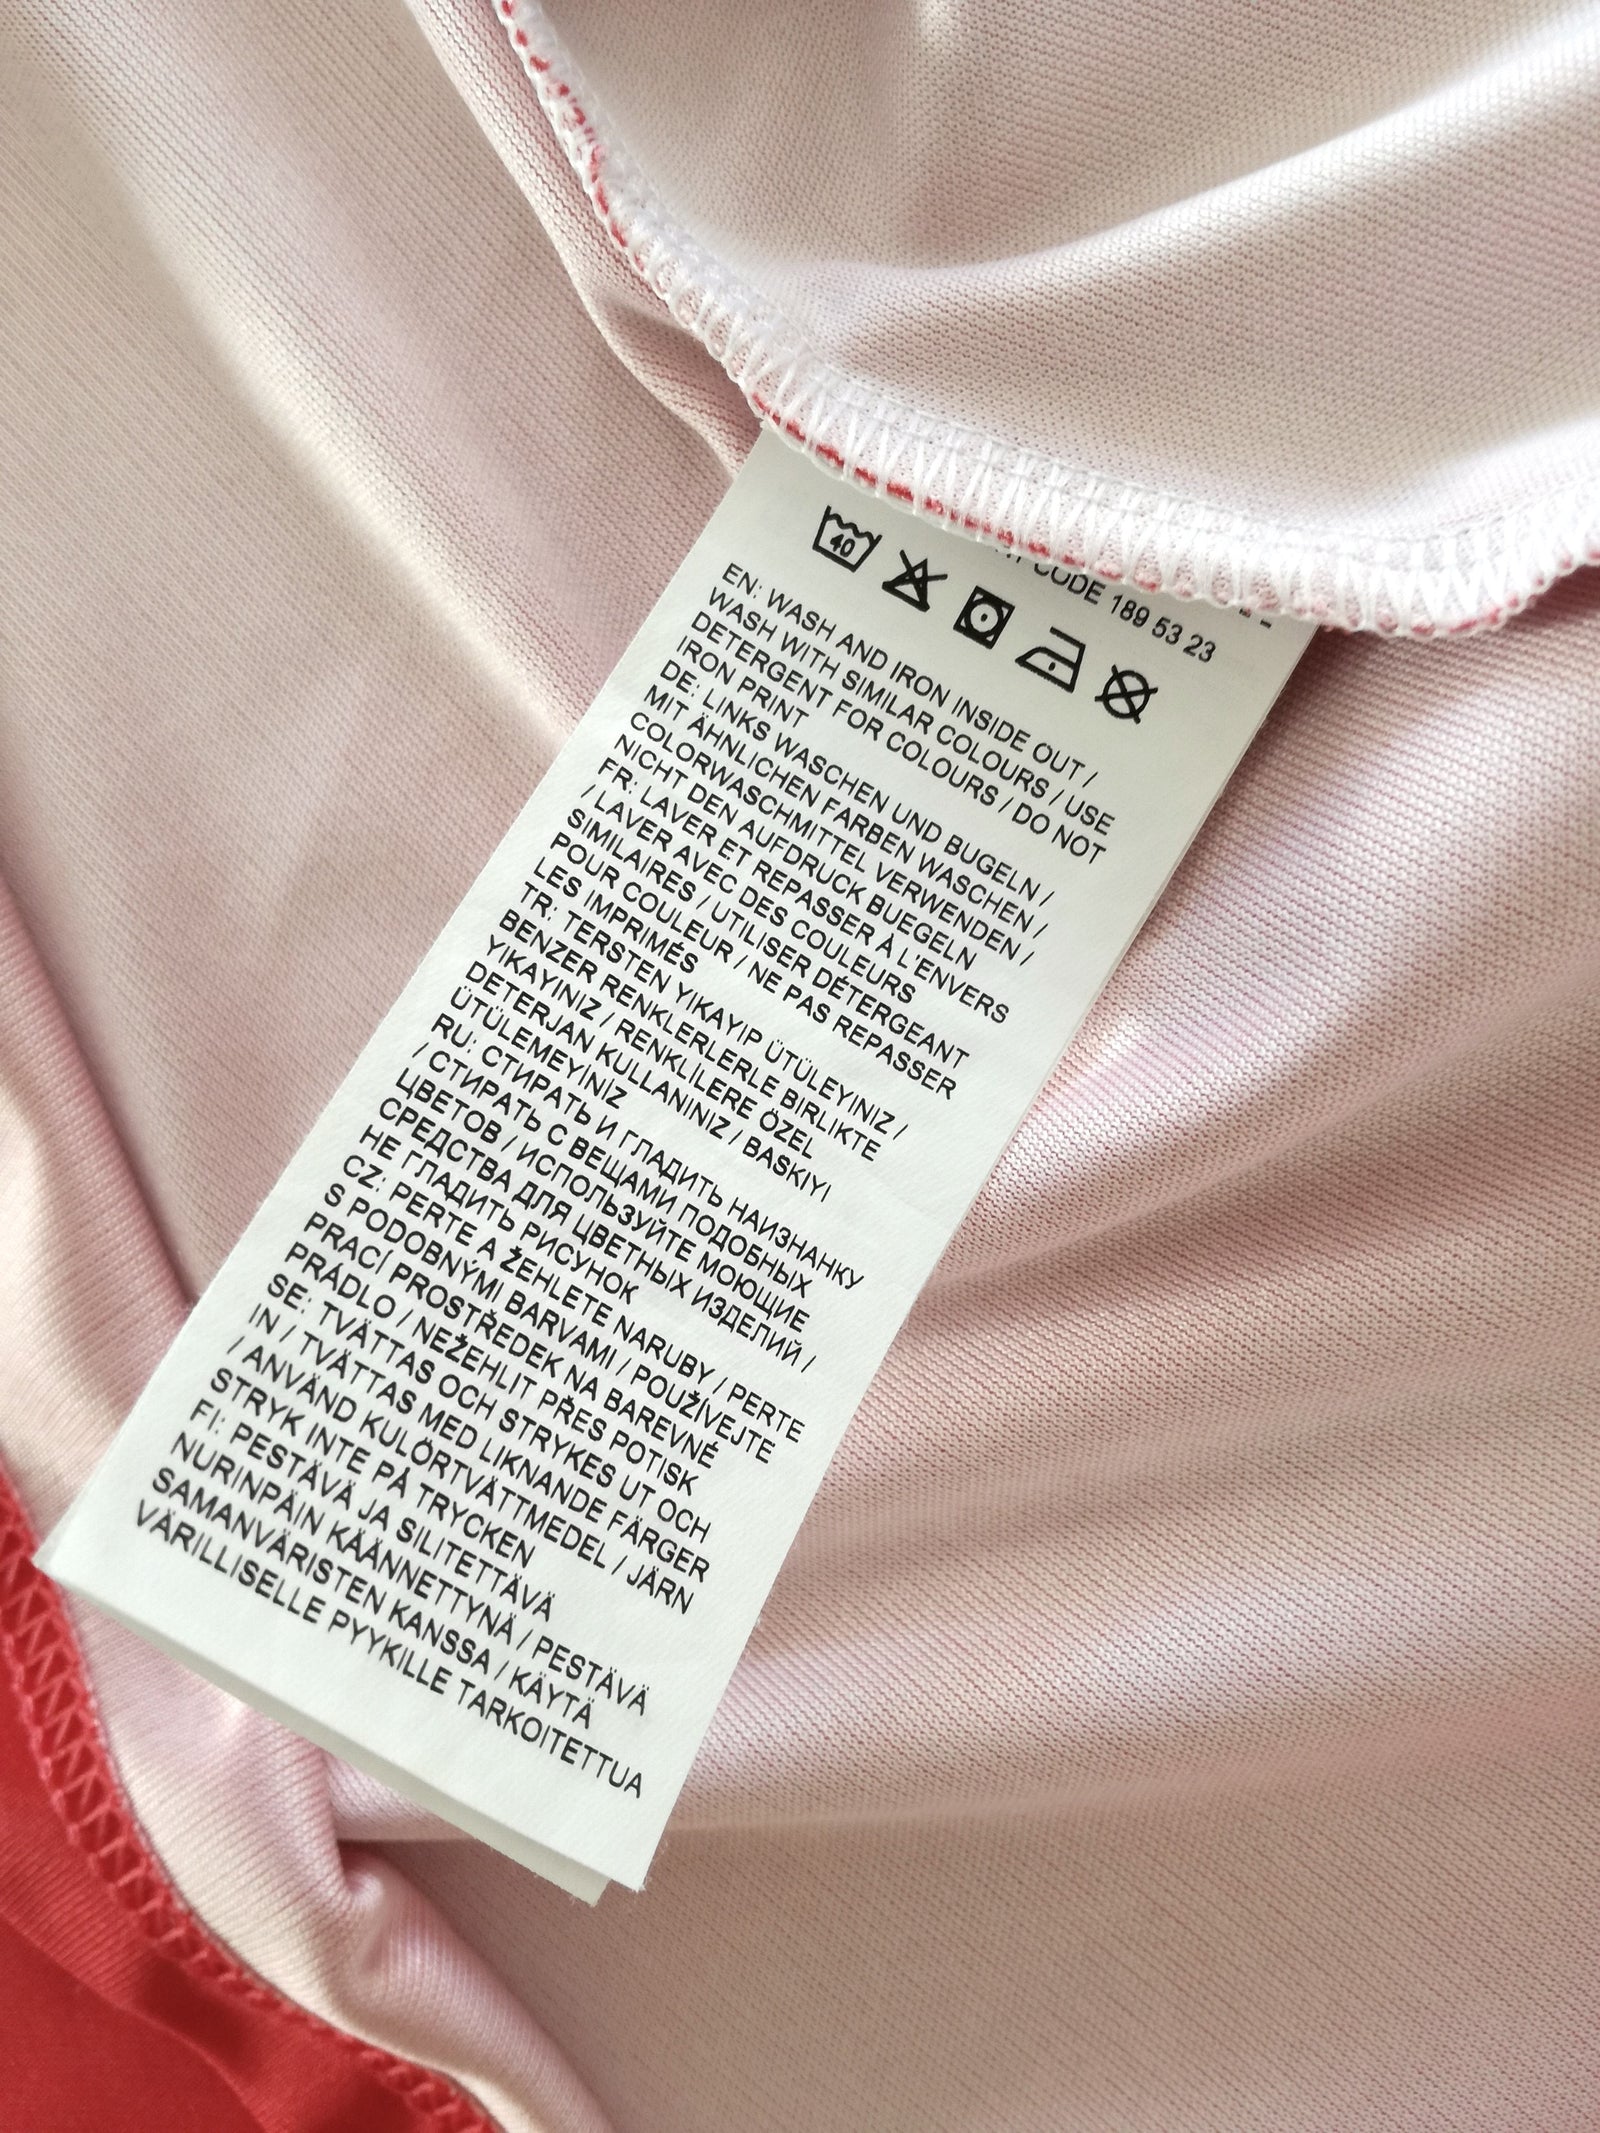 CODE 189 53 23
40
EN: WASH AND IRON INSIDE OUT /
WASH WITH SIMILAR COLOURS / USE
DETERGENT FOR COLOURS / DO NOT
IRON PRINT
DE: LINKS WASCHEN UND BUGELN /
MIT ÄHNLICHEN FARBEN WASCHEN /
COLORWASCHMITTEL VERWENDEN /
NICHT DEN AUFDRUCK BUEGELN
FR: LAVER ET REPASSER À L'ENVERS
/ LAVER AVEC DES COULEURS
SIMILAIRES / UTILISER DÉTERGEANT
POUR COULEUR / NE PAS REPASSER
LES IMPRIMÉS
TR: TERSTEN YIKAYIP ÜTÜLEYINIZ /
BENZER RENKLERLERLE BIRLIKTE
YIKAYINIZ / RENKLİLERE ÖZEL
DETERJAN KULLANINIZ / BASKIYI
ÜTÜLEMEYİNİZ
RU: СТИРАТЬ И ГЛАДИТЬ НАИЗНАНКУ
/ СТИРАТЬ С ВЕЩАМИ ПОДОБНЫХ
ЦВЕТОВ / ИСПОЛЬЗУЙТЕ МОЮЩИЕ
СРЕДСТВА ДЛЯ ЦВЕТНЫХ ИЗДЕЛИЙ /
НЕ ГЛАДИТЬ РИСУНОК
CZ: PERTE A ŽEHLETE NARUBY / PERTE
S PODOBNÝMI BARVAMI / POUŽÍVEJTE
PRACÍ PROSTŘEDEK NA BAREVNÉ
PRÁDLO / NEŽEHLIT PŘES POTISK
SE: TVÄTTAS OCH STRYKES UT OCH
IN / TVÄTTAS MED LIKNANDE FÄRGER
/ ANVÄND KULÖRTVÄTTMEDEL / JÄRN
STRYK INTE PÅ TRYCKEN
FI: PESTÄVÄ JA SILITETTÄVÄ
NURINPÄIN KÄÄNNETTYNÄ / PESTÄVÄ
SAMANVÄRISTEN KANSSA / KÄYTÄ
VÄRILLISELLE PYYKILLE TARKOITETTUA